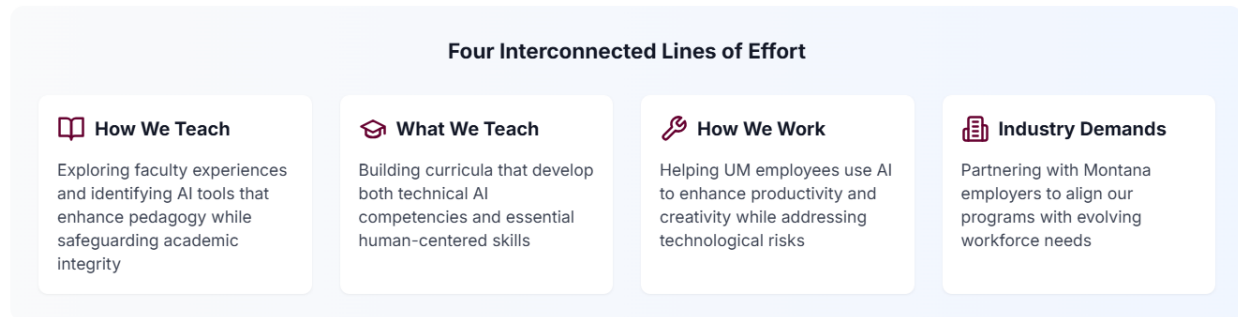 Four Interconnected Lines of Effort
How We Teach
Exploring faculty experiences
and identifying AI tools that
enhance pedagogy while
safeguarding academic
integrity
What We Teach
Building curricula that develop
both technical AI
competencies and essential
human-centered skills
How We Work
Helping UM employees use AI
to enhance productivity and
creativity while addressing
technological risks
Industry Demands
Partnering with Montana
employers to align our
programs with evolving
workforce needs